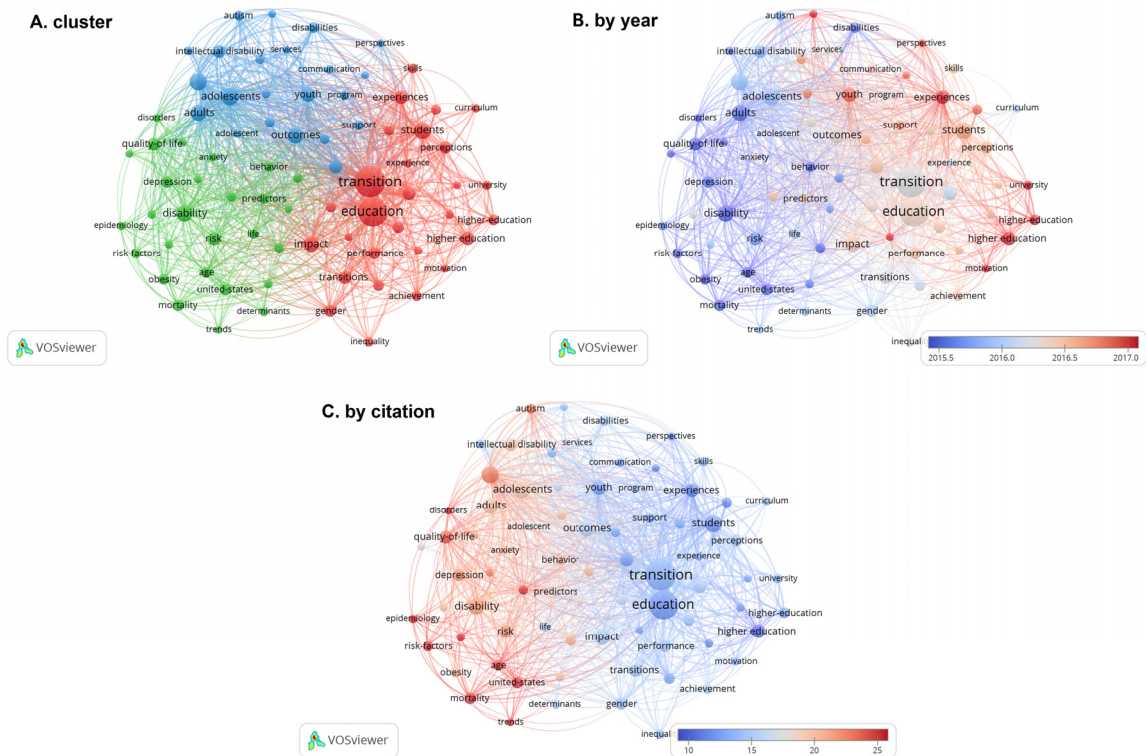 A. cluster
autism
disabilities
perspectives
intellectual disability
services
communication
skills
adolescents
youth
program
experiences
curriculum
adults
disorders
adolescent
outcomes
support
students
quality-of-life
perceptions
anxiety
behavior
experience
depression
transition
university
predictors
disability
education
epidemiology
life
higher-education
risk
impact
higher education
risk-factors
performance
age
motivation
obesity
united-states
transitions
achievement
mortality
determinants
gender
trends
inequality
VOSviewer
B. by year
autism
disabilities
perspectives
intellectual disability
services
communication
skills
adolescents
youth
program
experiences
curriculum
adults
disorders
adolescent
outcomes
support
students
quality-of-life
perceptions
anxiety
behavior
experience
depression
transition
university
predictors
disability
education
epidemiology
life
higher-education
risk
impact
higher education
risk-factors
performance
age
motivation
obesity
united-states
transitions
achievement
mortality
determinants
gender
trends
inequality
VOSviewer
2015.5 2016.0 2016.5 2017.0
C. by citation
autism
disabilities
perspectives
intellectual disability
services
communication
skills
adolescents
youth
program
experiences
curriculum
adults
disorders
adolescent
outcomes
support
students
quality-of-life
perceptions
anxiety
behavior
experience
depression
transition
university
predictors
disability
education
epidemiology
life
higher-education
risk
impact
higher education
risk-factors
performance
age
motivation
obesity
united-states
transitions
achievement
mortality
determinants
gender
trends
inequality
VOSviewer
10 15 20 25